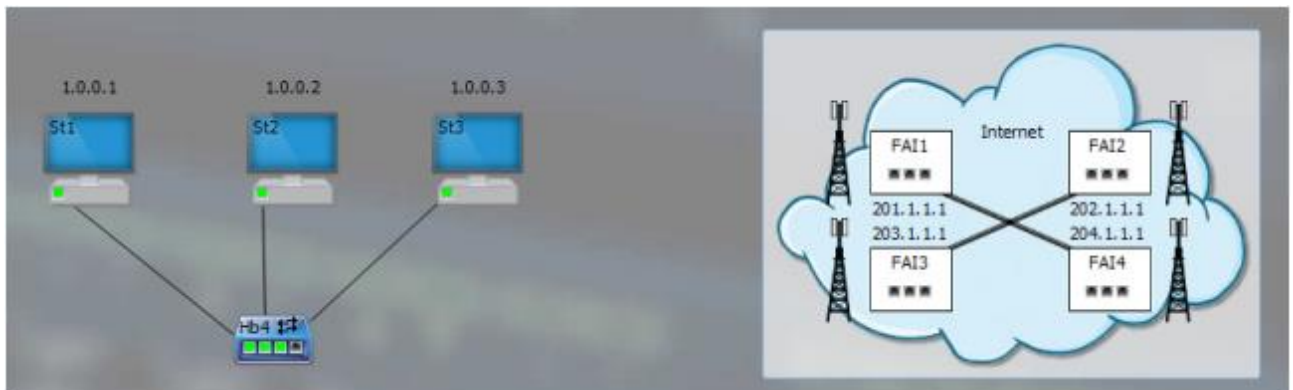 1.0.0.1
1.0.0.2
1.0.0.3
St1
St2
St3
Hb4
Internet
FAI1
FAI2
201.1.1.1
202.1.1.1
203.1.1.1
204.1.1.1
FAI3
FAI4